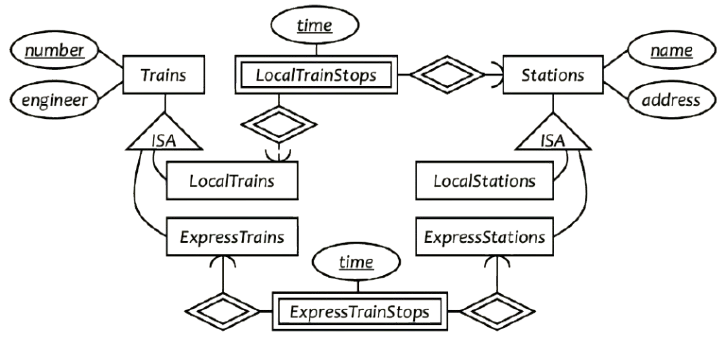 time
number
name
LocalTrainStops
Trains
Stations
engineer
address
ISA
ISA
LocalTrains
LocalStations
ExpressTrains
ExpressStations
time
ExpressTrainStops